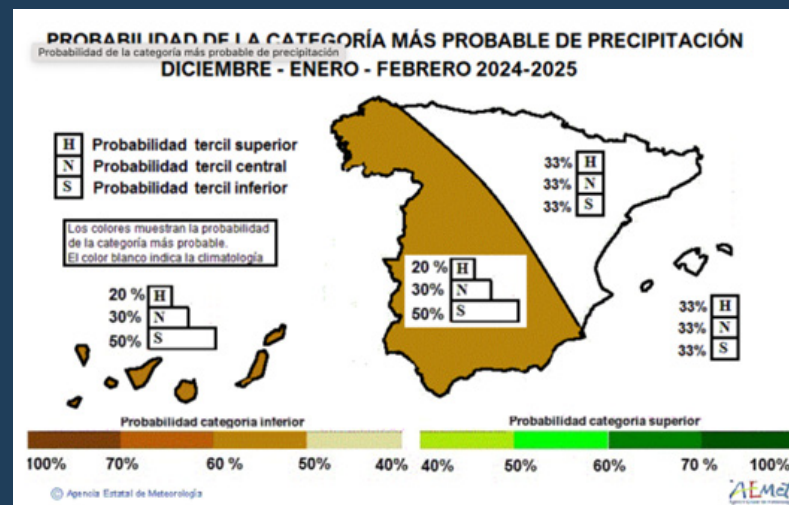 PROBABILIDAD DE LA CATEGORÍA MÁS PROBABLE DE PRECIPITACIÓN
Probabilidad de la categoría más probable de precipitación
DICIEMBRE - ENERO - FEBRERO 2024-2025
H Probabilidad tercil superior
N Probabilidad tercil central
S Probabilidad tercil inferior
Los colores muestran la probabilidad
de la categoría más probable.
El color blanco indica la climatología
33% H
33% N
33% S
20 % H
30% N
50% S
20 % H
30% N
50% S
33% H
33% N
33% S
Probabilidad categoria inferior
Probabilidad categoria superior
100% 70% 60 % 50% 40% 40% 50% 60% 70 % 100%
© Agencia Estatal de Meteorología
AEMet